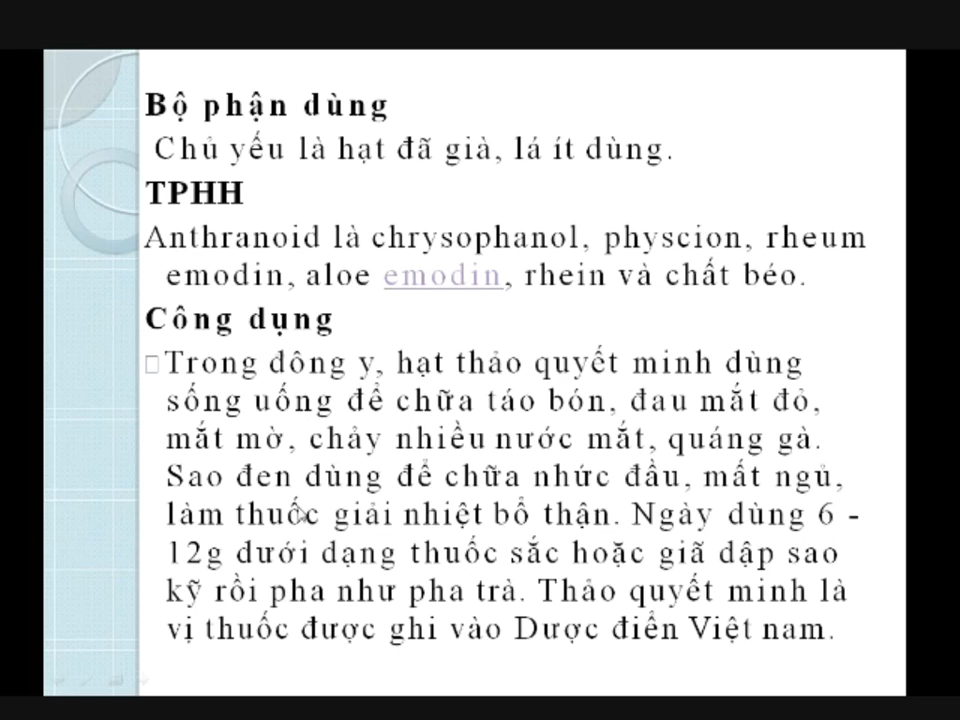 Bộ phận dùng
Chủ yếu là hạt đã già, lá ít dùng.
TPHH
Anthranoid là chrysophanol, physcion, rheum
emodin, aloe emodin, rhein và chất béo.
Công dụng
Trong đông y, hạt thảo quyết minh dùng
sống uống để chữa táo bón, đau mắt đỏ,
mắt mờ, chảy nhiều nước mắt, quáng gà.
Sao đen dùng để chữa nhức đầu, mất ngủ,
làm thuốc giải nhiệt bổ thận. Ngày dùng 6 -
12g dưới dạng thuốc sắc hoặc giã dập sao
kỹ rồi pha như pha trà. Thảo quyết minh là
vị thuốc được ghi vào Dược điển Việt nam.